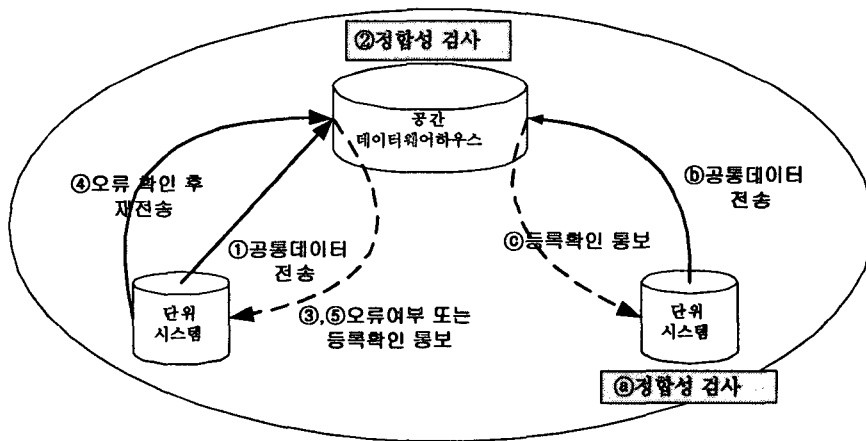 ②정합성 검사
공간
데이터웨어하우스
④오류 확인 후
재전송
①공통데이터
전송
ⓑ공통데이터
전송
ⓒ등록확인 통보
단위
시스템
③,⑤오류여부 또는
등록확인 통보
단위
시스템
ⓐ정합성 검사